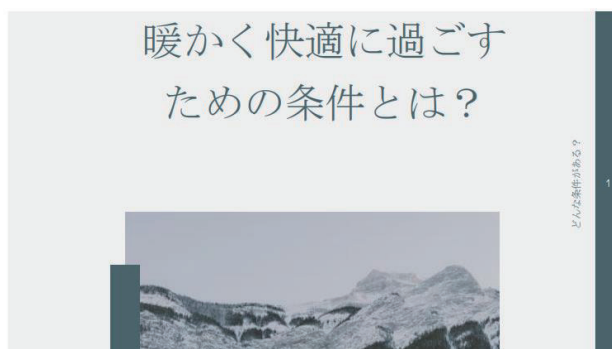 暖かく快適に過ごす
ための条件とは？
どんな条件がある？
1